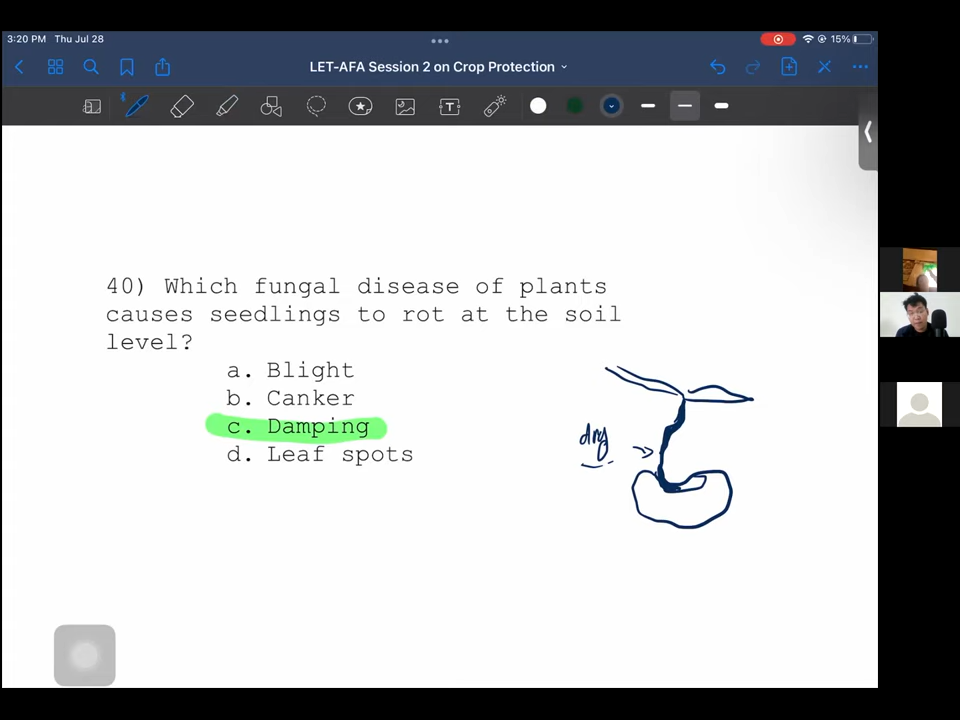 3:20 PM Thu Jul 28
15%
LET-AFA Session 2 on Crop Protection
40) Which fungal disease of plants
causes seedlings to rot at the soil
level?
a. Blight
b. Canker
c. Damping
d. Leaf spots
dry